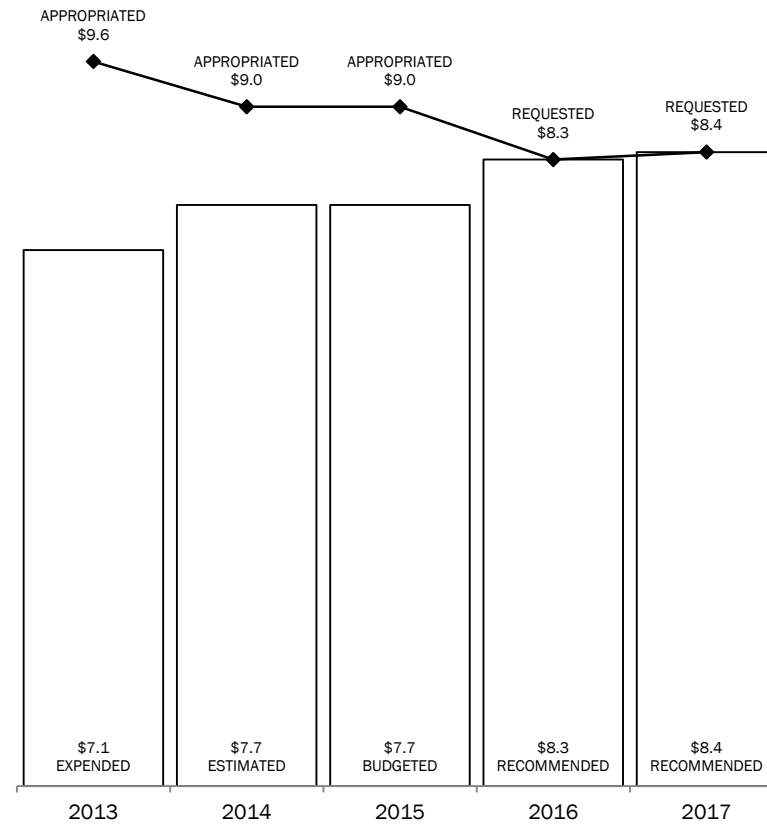 APPROPRIATED
$9.6
APPROPRIATED
$9.0
APPROPRIATED
$9.0
REQUESTED
$8.3
REQUESTED
$8.4
$7.1
EXPENDED
$7.7
ESTIMATED
$7.7
BUDGETED
$8.3
RECOMMENDED
$8.4
RECOMMENDED
2013
2014
2015
2016
2017